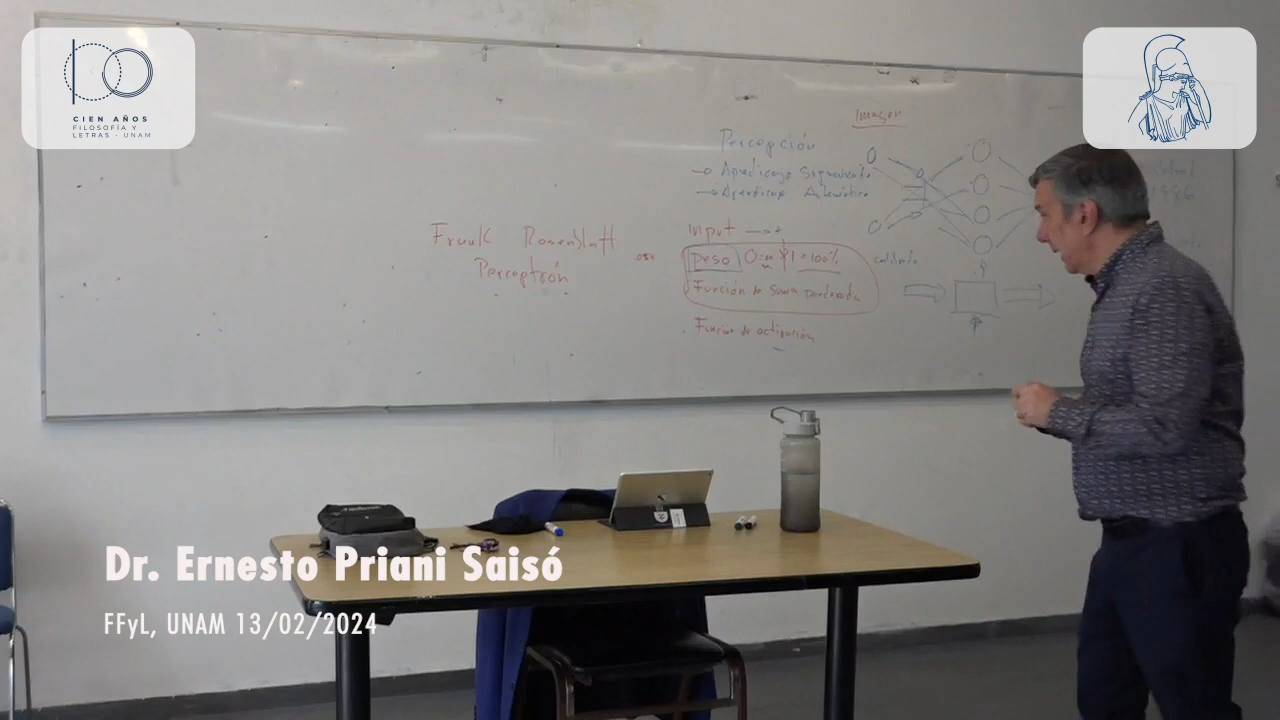 CIEN AÑOS
FILOSOFÍA Y
LETRAS · UNAM
Imagen
Percepción
Aprendizaje Supervisado
Aprendizaje Automático
Frank Rosenblatt
Perceptrón
input
peso 1 = 100%
Función de Suma ponderada
Función de activación
Dr. Ernesto Priani Saisó
FFyL, UNAM 13/02/2024